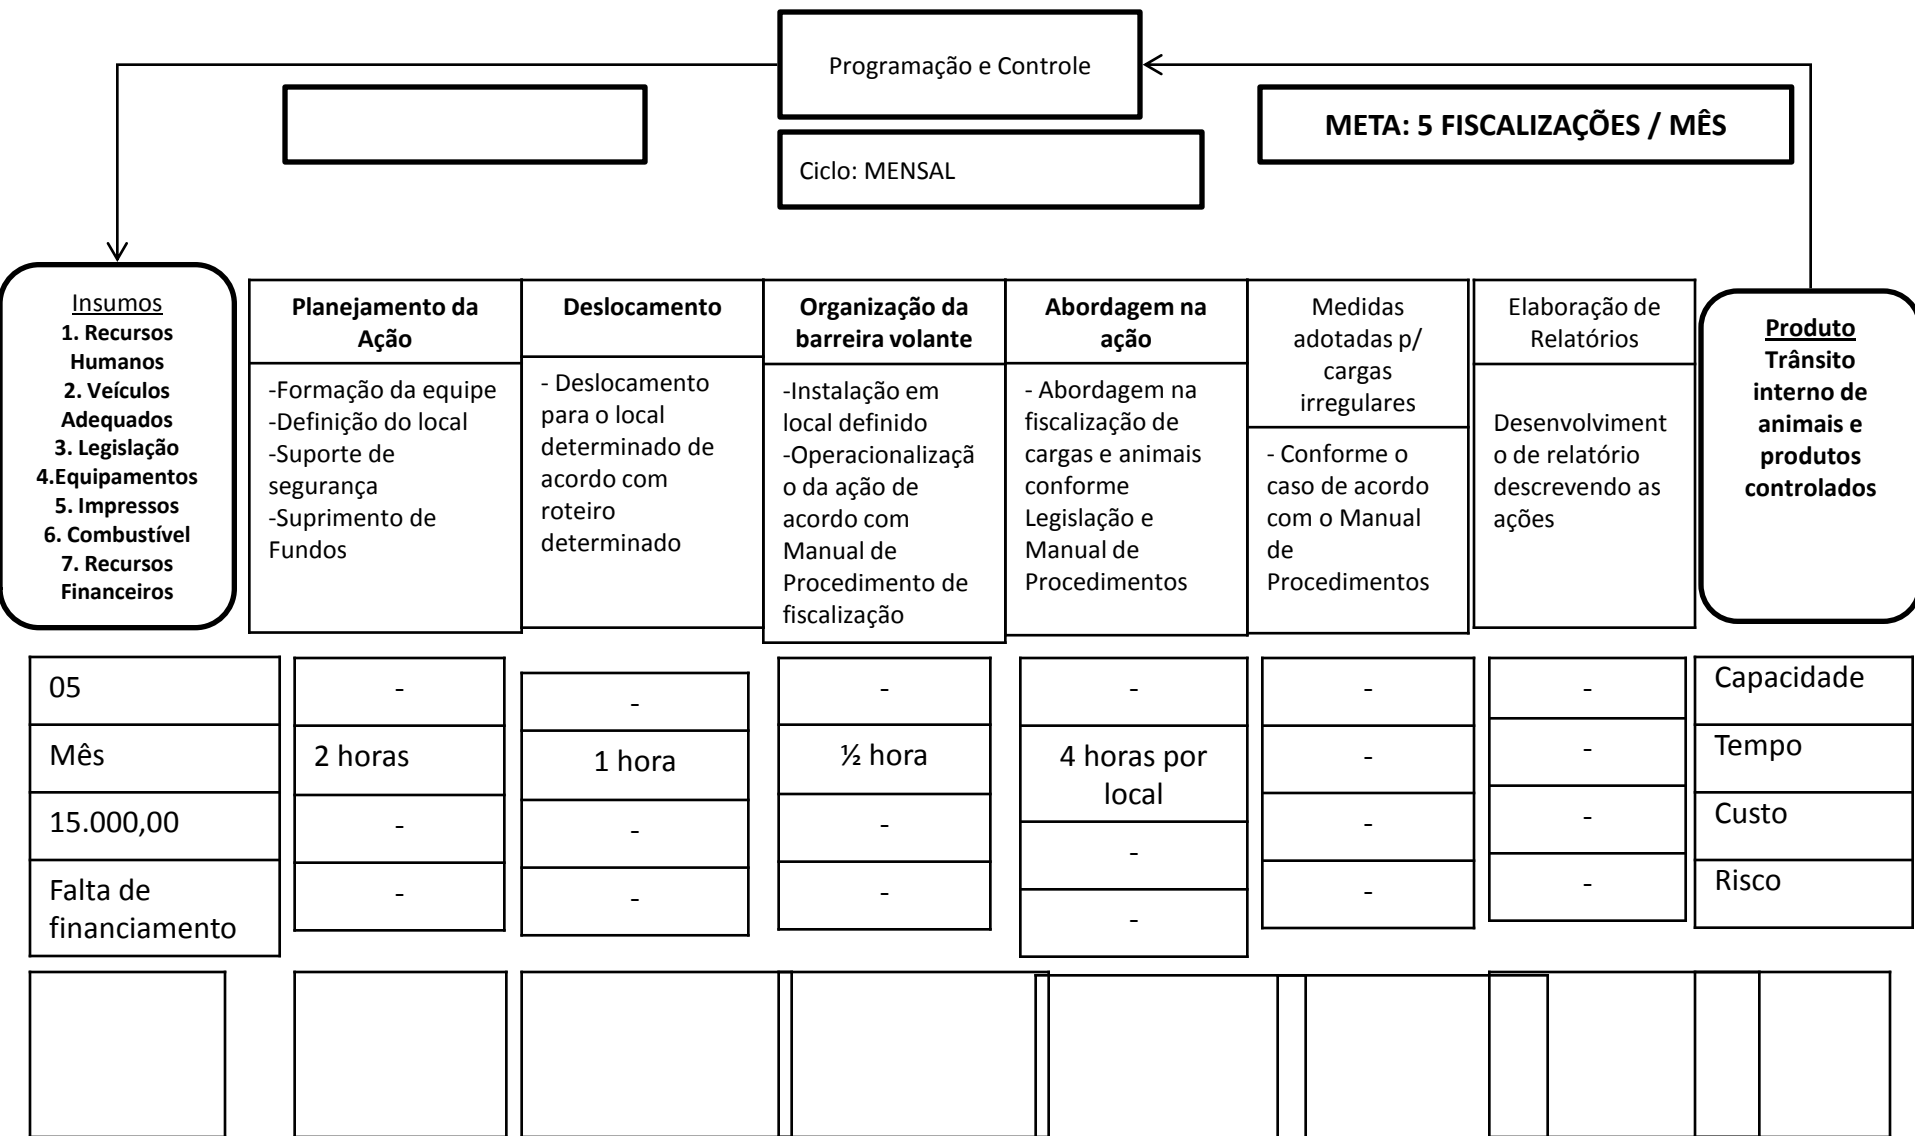 Programação e Controle
META: 5 FISCALIZAÇÕES / MÊS
Ciclo: MENSAL
Insumos
1. Recursos
Humanos
2. Veículos
Adequados
3. Legislação
4.Equipamentos
5. Impressos
6. Combustível
7. Recursos
Financeiros
Planejamento da
Ação
-Formação da equipe
-Definição do local
-Suporte de
segurança
-Suprimento de
Fundos
Deslocamento
- Deslocamento
para o local
determinado de
acordo com
roteiro
determinado
Organização da
barreira volante
-Instalação em
local definido
-Operacionalizaçã
o da ação de
acordo com
Manual de
Procedimento de
fiscalização
Abordagem na
ação
- Abordagem na
fiscalização de
cargas e animais
conforme
Legislação e
Manual de
Procedimentos
Medidas
adotadas p/
cargas
irregulares
- Conforme o
caso de acordo
com o Manual
de
Procedimentos
Elaboração de
Relatórios
Desenvolviment
o de relatório
descrevendo as
ações
Produto
Trânsito
interno de
animais e
produtos
controlados
05
Mês
15.000,00
Falta de
financiamento
-
2 horas
-
-
-
1 hora
-
-
-
½ hora
-
-
-
4 horas por
local
-
-
-
-
-
-
-
-
-
-
Capacidade
Tempo
Custo
Risco